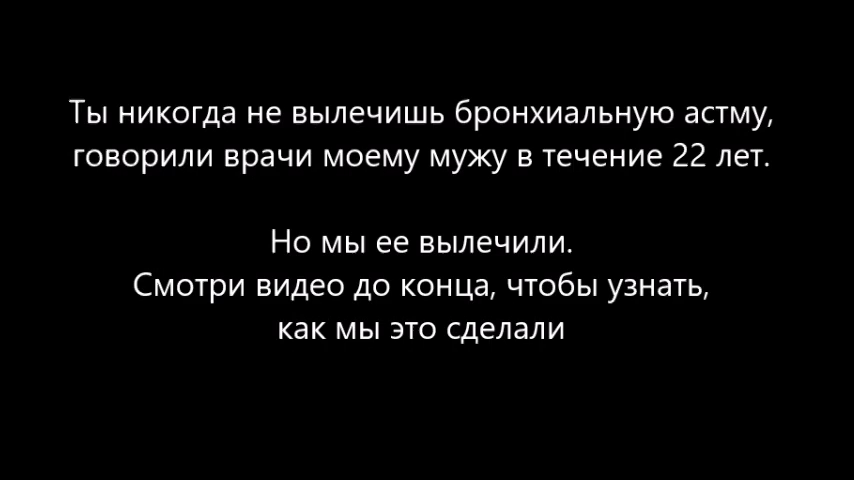 Ты никогда не вылечишь бронхиальную астму,
говорили врачи моему мужу в течение 22 лет.
Но мы ее вылечили.
Смотри видео до конца, чтобы узнать,
как мы это сделали